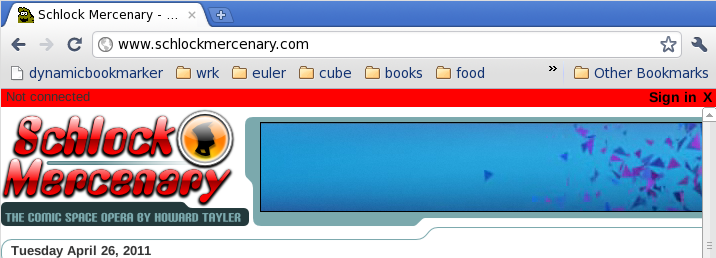 Schlock Mercenary - ...
www.schlockmercenary.com
dynamicbookmarker wrk euler cube books food » Other Bookmarks
Not connected Sign in X
Schlock
Mercenary
THE COMIC SPACE OPERA BY HOWARD TAYLER
Tuesday April 26, 2011